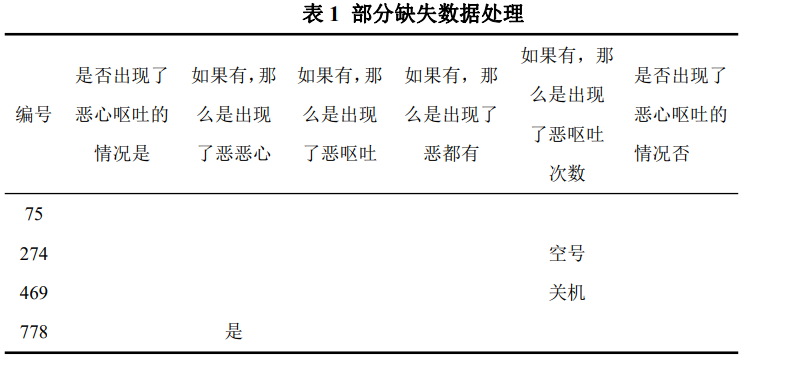 表 1 部分缺失数据处理
编号
是否出现了
恶心呕吐的
情况是
如果有,那
么是出现
了恶恶心
如果有,那
么是出现
了恶呕吐
如果有，那
么是出现了
恶都有
如果有，那
么是出现
了恶呕吐
次数
是否出现了
恶心呕吐的
情况否
75
274 空号
469 关机
778 是